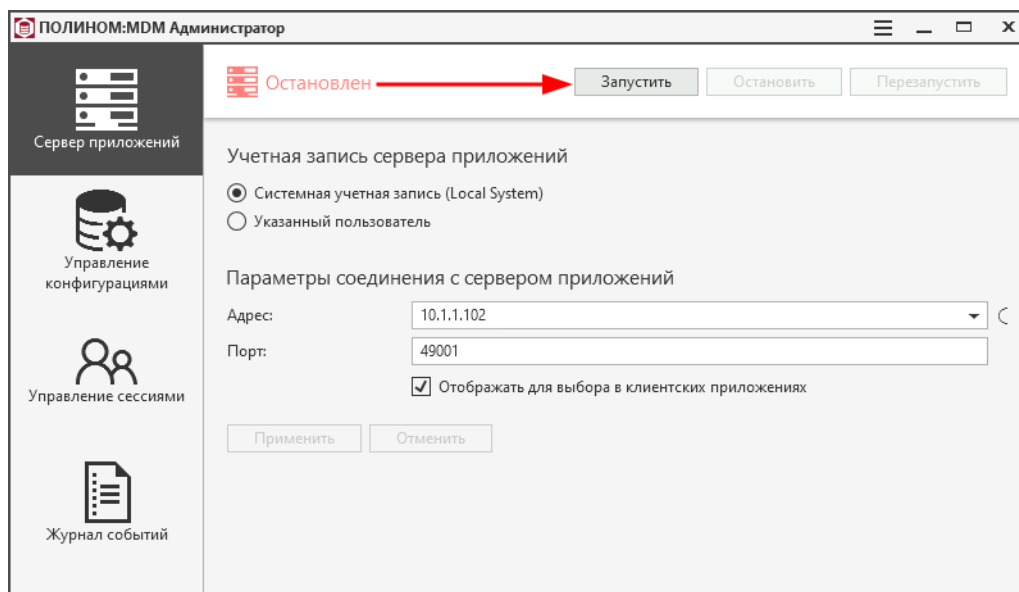 ПОЛИНОМ:MDM Администратор
Остановлен
Запустить
Остановить
Перезапустить
Сервер приложений
Учетная запись сервера приложений
Системная учетная запись (Local System)
Указанный пользователь
Управление
конфигурациями
Параметры соединения с сервером приложений
Адрес:
10.1.1.102
Порт:
49001
Отображать для выбора в клиентских приложениях
Управление сессиями
Применить
Отменить
Журнал событий